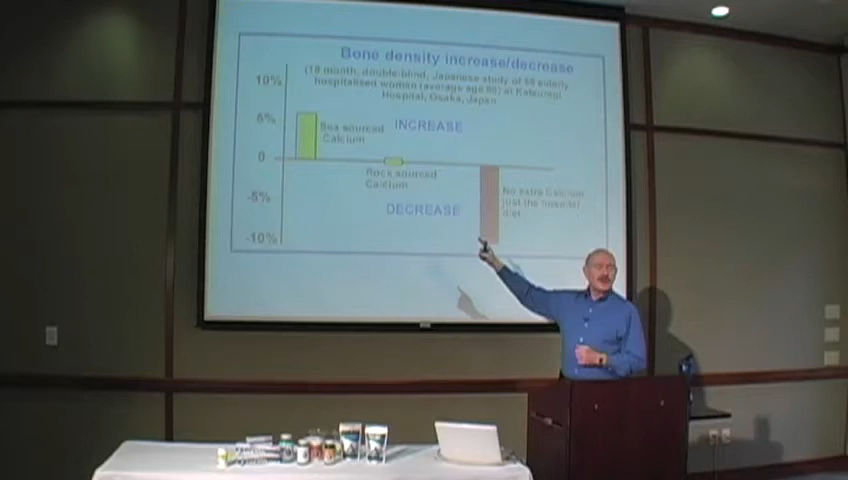 Bone density increase/decrease
(18 month, double-blind, Japanese study of 58 elderly
hospitalised women (average age 80) at Katsuragi
Hospital, Osaka, Japan
10%
5%
Sea sourced
Calcium
INCREASE
0
Rock sourced
Calcium
-5%
DECREASE
No extra Calcium
just the hospital
diet
-10%